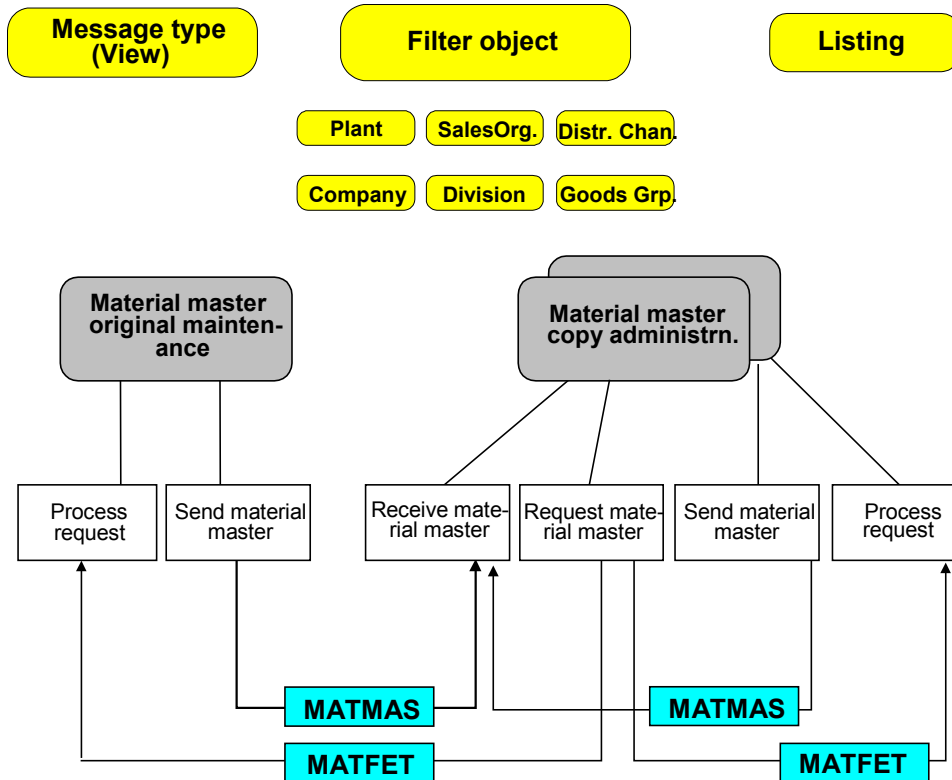 Message type
(View)
Filter object
Listing
Plant
SalesOrg.
Distr. Chan.
Company
Division
Goods Grp.
Material master
original mainten-
ance
Material master
copy administrn.
Process
request
Send material
master
Receive mate-
rial master
Request mate-
rial master
Send material
master
Process
request
MATMAS
MATMAS
MATFET
MATFET